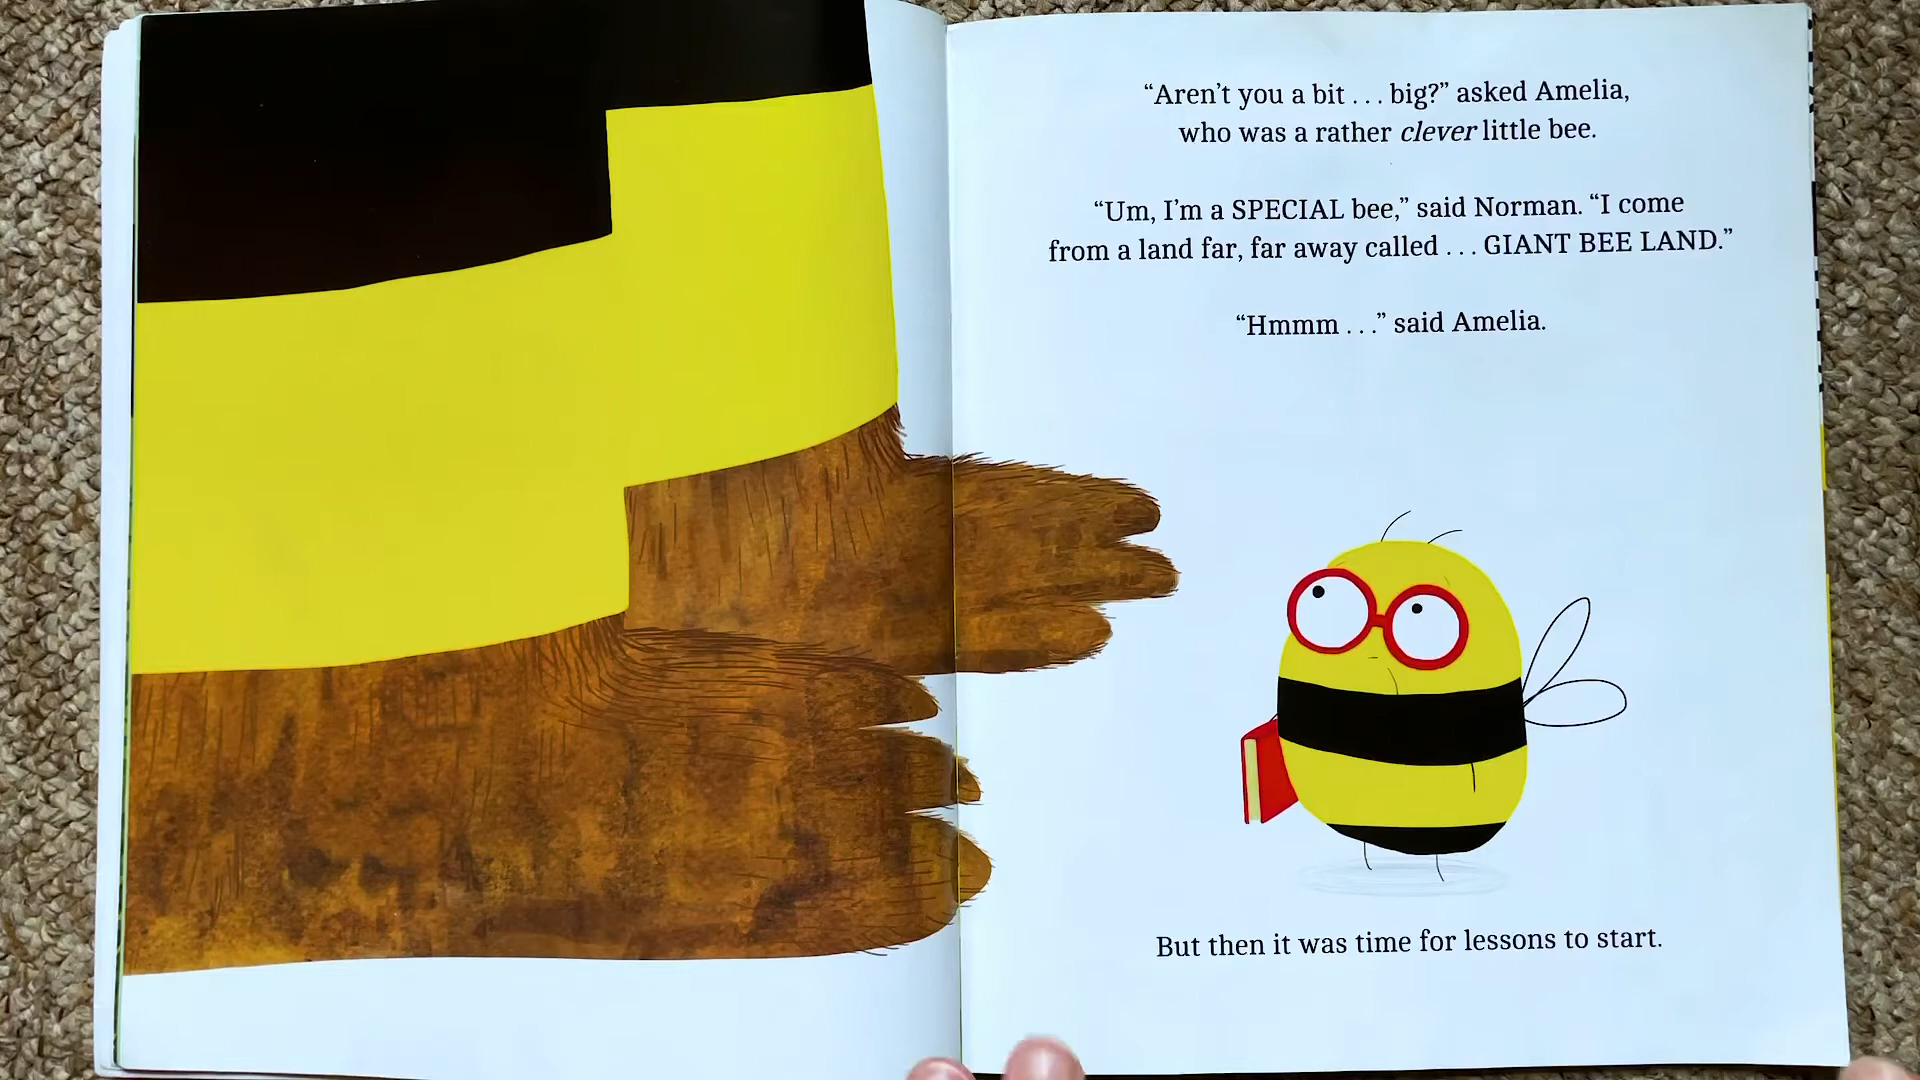 “Aren’t you a bit . . . big?” asked Amelia,
who was a rather clever little bee.
“Um, I’m a SPECIAL bee,” said Norman. “I come
from a land far, far away called . . . GIANT BEE LAND.”
“Hmmm . . .” said Amelia.
But then it was time for lessons to start.